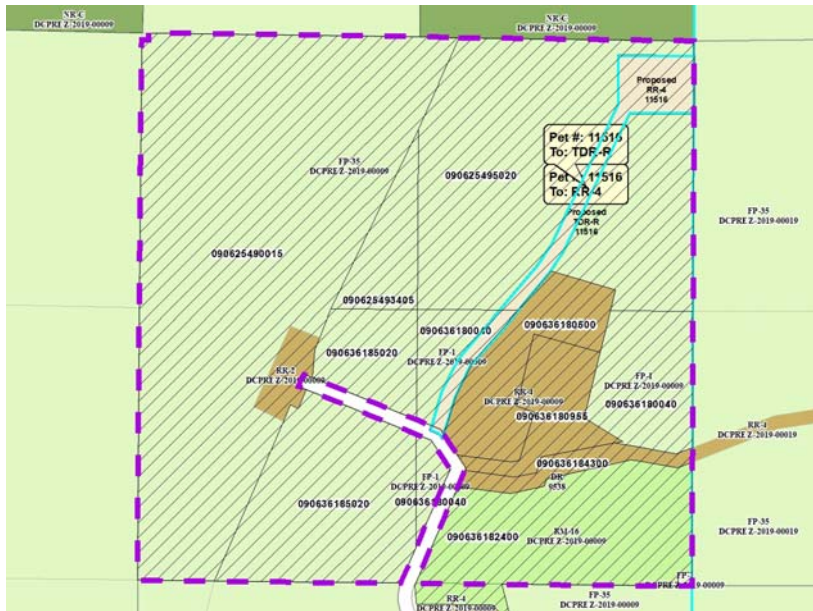 NR-C
DCPREZ-2019-00009
NR-C
DCPREZ-2019-00009
Proposed
RR-4
11516
Pet #: 11516
To: TDR-R
11516
To: RR-4
Proposed
TDR-R
11516
FP-35
DCPREZ-2019-00009
090625495020
FP-35
DCPREZ-2019-00019
090625490015
090625493405
090636180040
090636180500
FP-1
DCPREZ-2019-00009
090636185020
RR-2
DCPREZ-2019-00009
FP-1
DCPREZ-2019-00009
090636180040
RR-4
DCPREZ-2019-00009
090636180955
RR-4
DCPREZ-2019-00019
090636184300
DR
9538
FP-1
DCPREZ-2019-00009
090636185020
090636180040
090636182400
RM-16
DCPREZ-2019-00009
FP-35
DCPREZ-2019-00019
RR-4
DCPREZ-2019-00009
FP-35
DCPREZ-2019-00009